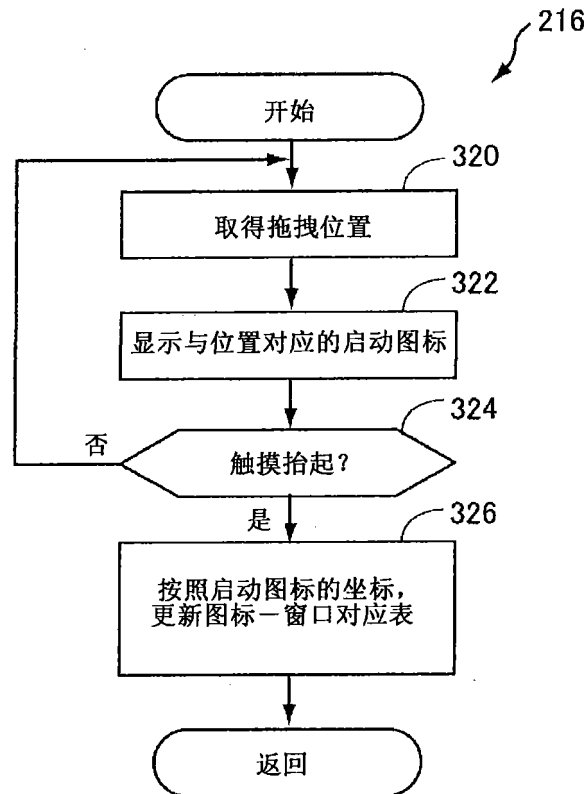 216
开始
320
取得拖拽位置
322
显示与位置对应的启动图标
324
否
触摸抬起?
是
326
按照启动图标的坐标,
更新图标－窗口对应表
返回